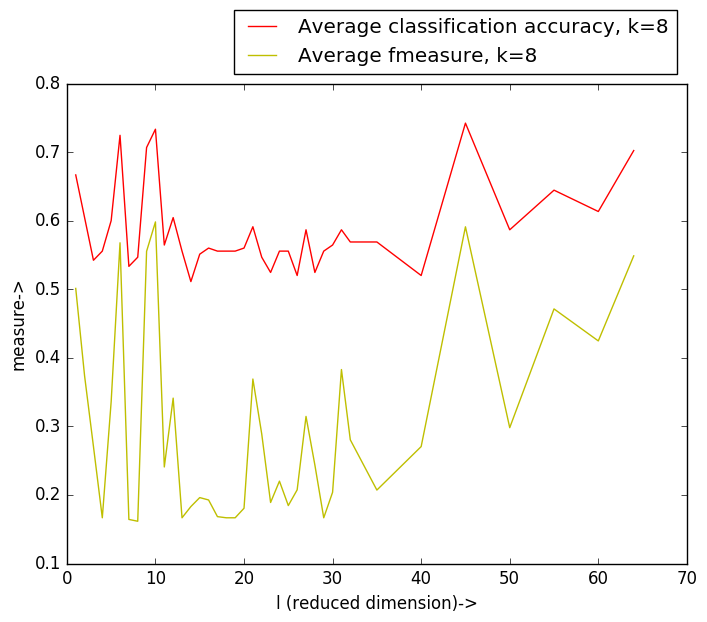 Average classification accuracy, k=8
Average fmeasure, k=8
0.8
0.7
0.6
0.5
0.4
0.3
0.2
0.1
measure->
0 10 20 30 40 50 60 70
l (reduced dimension)->